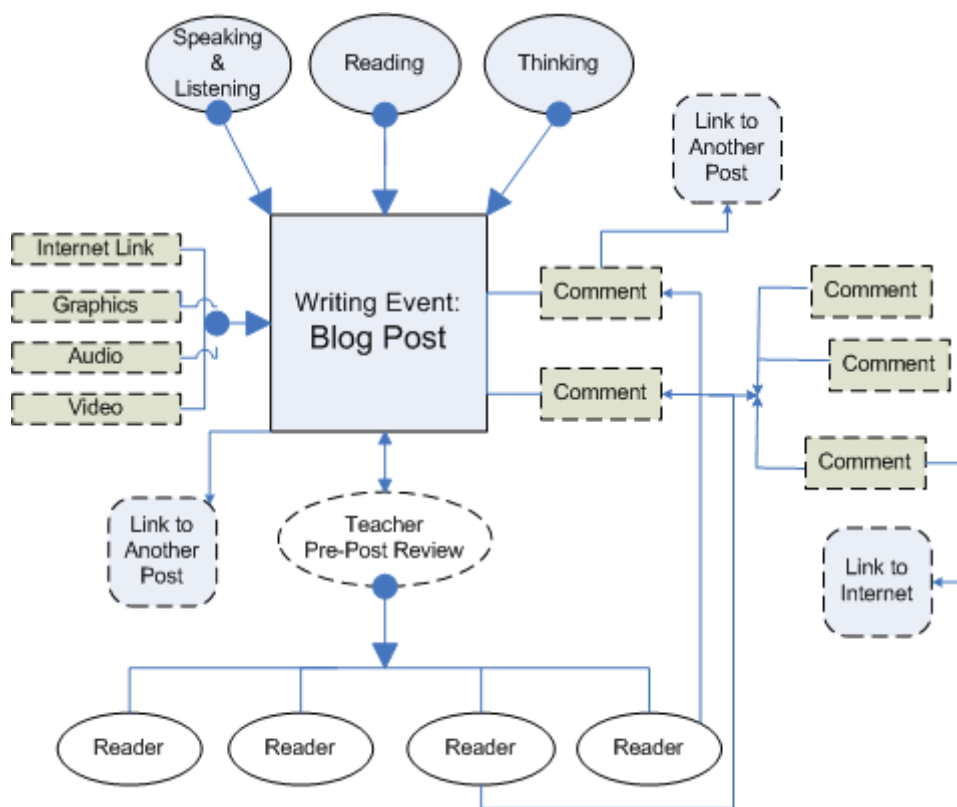 Speaking
&
Listening
Reading
Thinking
Link to
Another
Post
Internet Link
Graphics
Audio
Video
Writing Event:
Blog Post
Comment
Comment
Comment
Comment
Comment
Link to
Another
Post
Teacher
Pre-Post Review
Link to
Internet
Reader
Reader
Reader
Reader